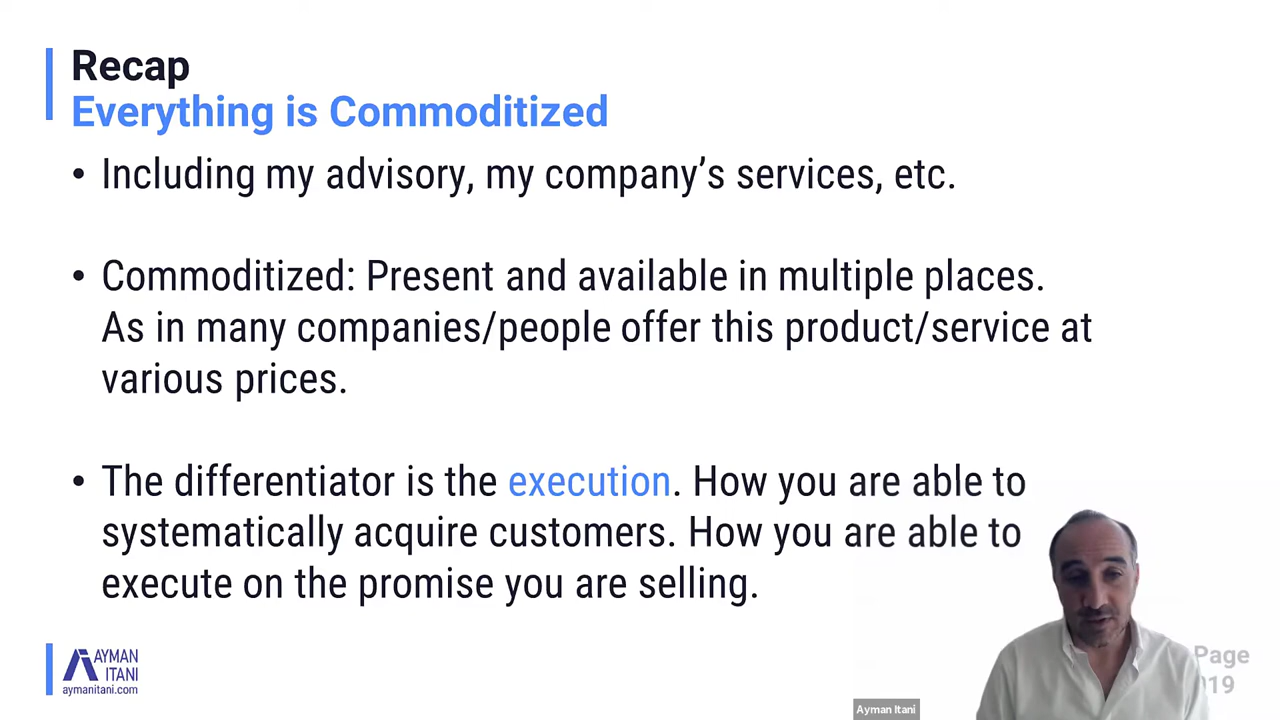 Recap
Everything is Commoditized
• Including my advisory, my company’s services, etc.
• Commoditized: Present and available in multiple places.
As in many companies/people offer this product/service at
various prices.
• The differentiator is the execution. How you are able to
systematically acquire customers. How you are able to
execute on the promise you are selling.
AYMAN
ITANI
aymanitani.com
Ayman Itani
Page